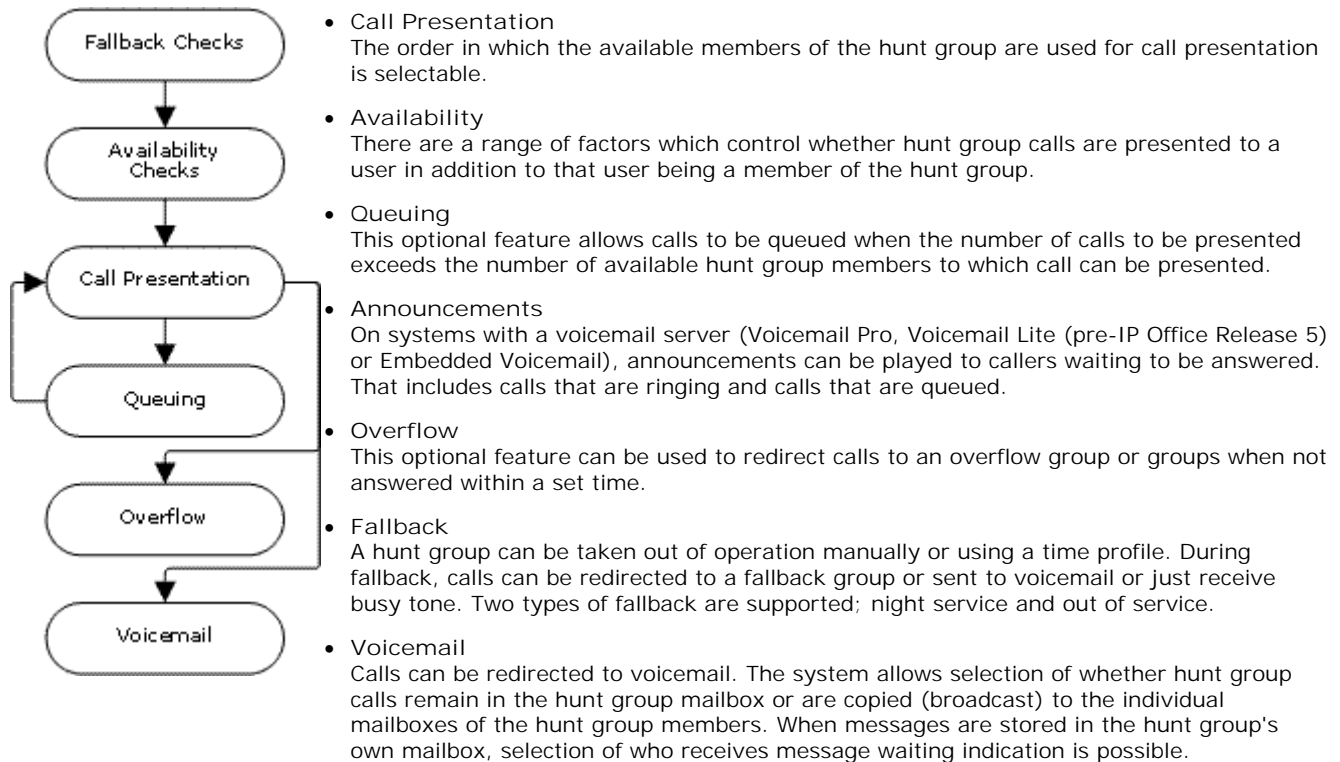 Fallback Checks
Availability
Checks
Call Presentation
Queuing
Overflow
Voicemail
• Call Presentation
The order in which the available members of the hunt group are used for call presentation
is selectable.
• Availability
There are a range of factors which control whether hunt group calls are presented to a
user in addition to that user being a member of the hunt group.
• Queuing
This optional feature allows calls to be queued when the number of calls to be presented
exceeds the number of available hunt group members to which call can be presented.
• Announcements
On systems with a voicemail server (Voicemail Pro, Voicemail Lite (pre-IP Office Release 5)
or Embedded Voicemail), announcements can be played to callers waiting to be answered.
That includes calls that are ringing and calls that are queued.
• Overflow
This optional feature can be used to redirect calls to an overflow group or groups when not
answered within a set time.
• Fallback
A hunt group can be taken out of operation manually or using a time profile. During
fallback, calls can be redirected to a fallback group or sent to voicemail or just receive
busy tone. Two types of fallback are supported; night service and out of service.
• Voicemail
Calls can be redirected to voicemail. The system allows selection of whether hunt group
calls remain in the hunt group mailbox or are copied (broadcast) to the individual
mailboxes of the hunt group members. When messages are stored in the hunt group's
own mailbox, selection of who receives message waiting indication is possible.